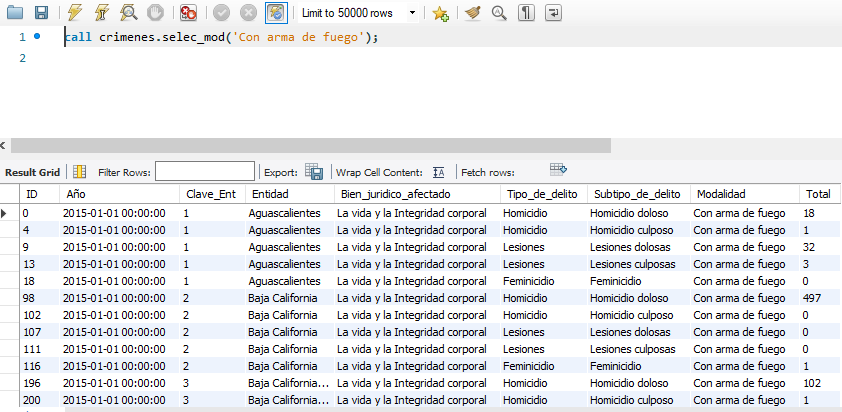 Limit to 50000 rows
1 call crimenes.selec_mod('Con arma de fuego');
2
Result Grid Filter Rows: Export: Wrap Cell Content: IA Fetch rows:
ID Año Clave_Ent Entidad Bien_juridico_afectado Tipo_de_delito Subtipo_de_delito Modalidad Total
0 2015-01-01 00:00:00 1 Aguascalientes La vida y la Integridad corporal Homicidio Homicidio doloso Con arma de fuego 18
4 2015-01-01 00:00:00 1 Aguascalientes La vida y la Integridad corporal Homicidio Homicidio culposo Con arma de fuego 1
9 2015-01-01 00:00:00 1 Aguascalientes La vida y la Integridad corporal Lesiones Lesiones dolosas Con arma de fuego 32
13 2015-01-01 00:00:00 1 Aguascalientes La vida y la Integridad corporal Lesiones Lesiones culposas Con arma de fuego 3
18 2015-01-01 00:00:00 1 Aguascalientes La vida y la Integridad corporal Feminicidio Feminicidio Con arma de fuego 0
98 2015-01-01 00:00:00 2 Baja California La vida y la Integridad corporal Homicidio Homicidio doloso Con arma de fuego 497
102 2015-01-01 00:00:00 2 Baja California La vida y la Integridad corporal Homicidio Homicidio culposo Con arma de fuego 0
107 2015-01-01 00:00:00 2 Baja California La vida y la Integridad corporal Lesiones Lesiones dolosas Con arma de fuego 0
111 2015-01-01 00:00:00 2 Baja California La vida y la Integridad corporal Lesiones Lesiones culposas Con arma de fuego 0
116 2015-01-01 00:00:00 2 Baja California La vida y la Integridad corporal Feminicidio Feminicidio Con arma de fuego 1
196 2015-01-01 00:00:00 3 Baja California... La vida y la Integridad corporal Homicidio Homicidio doloso Con arma de fuego 102
200 2015-01-01 00:00:00 3 Baja California... La vida y la Integridad corporal Homicidio Homicidio culposo Con arma de fuego 1